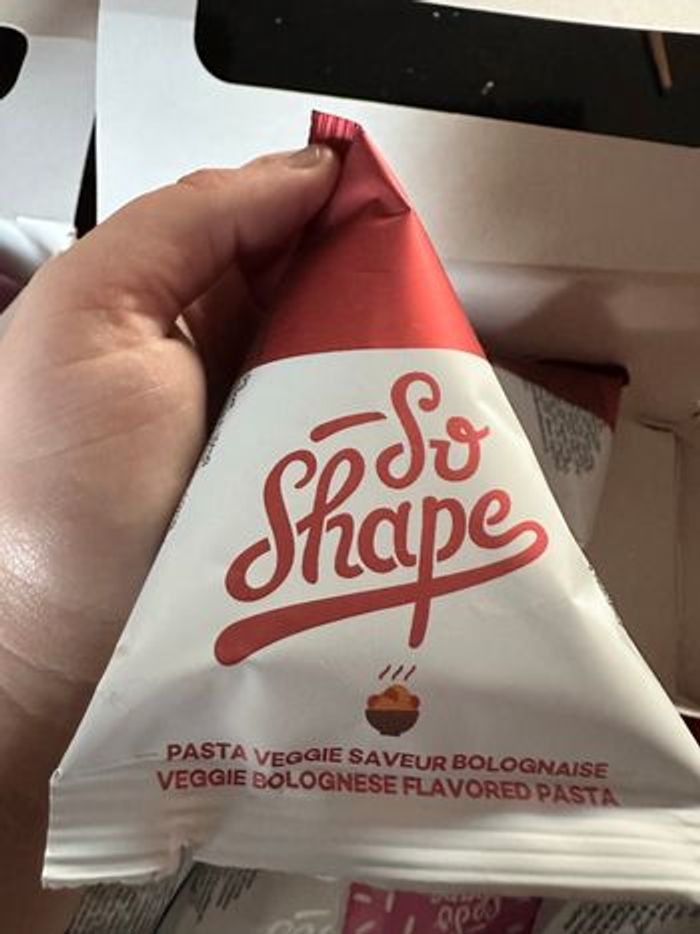 So
Shape
PASTA VEGGIE SAVEUR BOLOGNAISE
VEGGIE BOLOGNESE FLAVORED PASTA